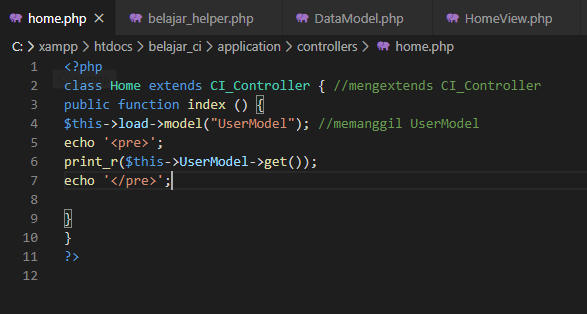 home.php × belajar_helper.php DataModel.php HomeView.php
C: > xampp > htdocs > belajar_ci > application > controllers > home.php
1 <?php
2 class Home extends CI_Controller { //mengextends CI_Controller
3 public function index () {
4 $this->load->model("UserModel"); //memanggil UserModel
5 echo '<pre>';
6 print_r($this->UserModel->get());
7 echo '</pre>';
8
9 }
10 }
11 ?>
12